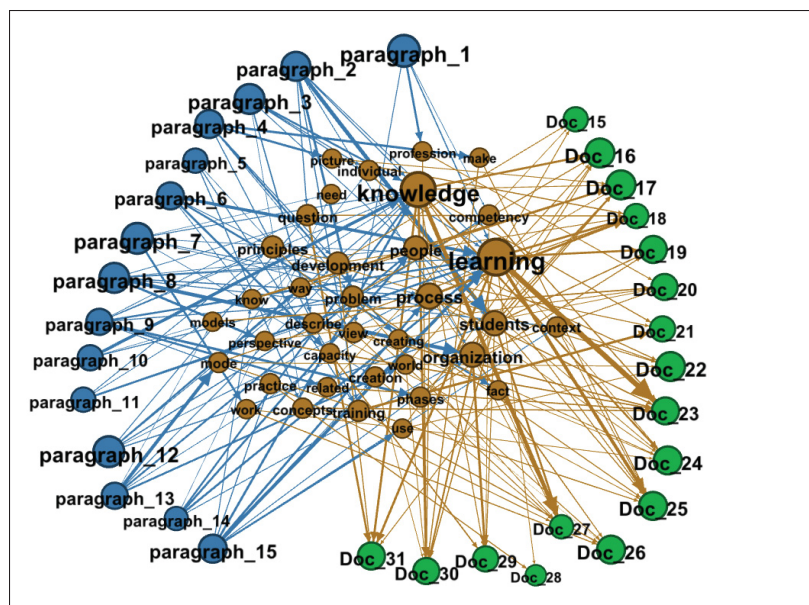 paragraph_1
paragraph_2
paragraph_3
paragraph_4
paragraph_5
paragraph_6
paragraph_7
paragraph_8
paragraph_9
paragraph_10
paragraph_11
paragraph_12
paragraph_13
paragraph_14
paragraph_15
profession
make
picture
individual
knowledge
need
question
competency
principles
people
development
learning
way
know
problem
process
models
describe
view
students
context
perspective
creating
capacity
organization
mode
world
creation
practice
related
phases
fact
work
concepts
training
use
Doc_15
Doc_16
Doc_17
Doc_18
Doc_19
Doc_20
Doc_21
Doc_22
Doc_23
Doc_24
Doc_25
Doc_26
Doc_27
Doc_28
Doc_29
Doc_30
Doc_31